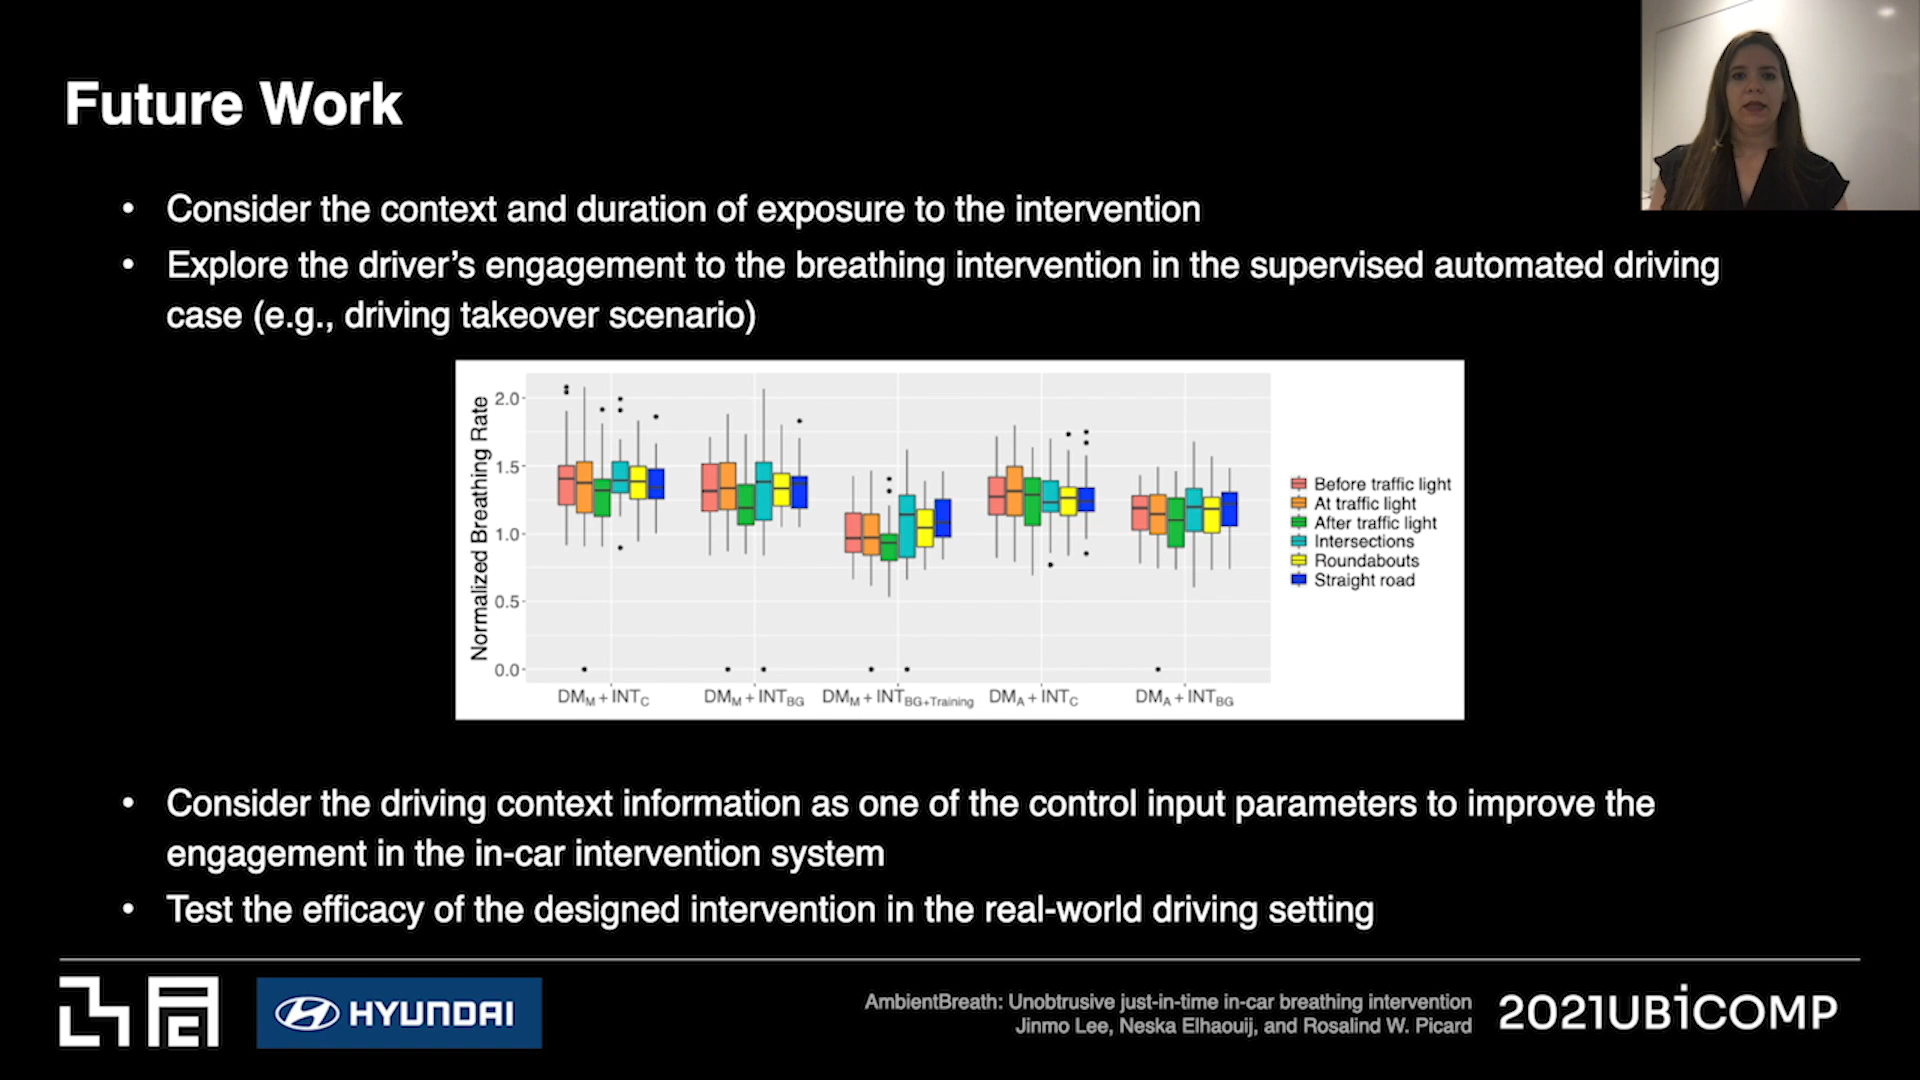 Future Work
• Consider the context and duration of exposure to the intervention
• Explore the driver's engagement to the breathing intervention in the supervised automated driving
case (e.g., driving takeover scenario)
Normalized Breathing Rate
2.0
1.5
1.0
0.5
0.0
DMM + INTC
DMM + INTBG
DMM + INTBG+Training
DMA + INTC
DMA + INTBG
Before traffic light
At traffic light
After traffic light
Intersections
Roundabouts
Straight road
• Consider the driving context information as one of the control input parameters to improve the
engagement in the in-car intervention system
• Test the efficacy of the designed intervention in the real-world driving setting
HYUNDAI
AmbientBreath: Unobtrusive just-in-time in-car breathing intervention
Jinmo Lee, Neska Elhaouij, and Rosalind W. Picard
2021UBiCOMP